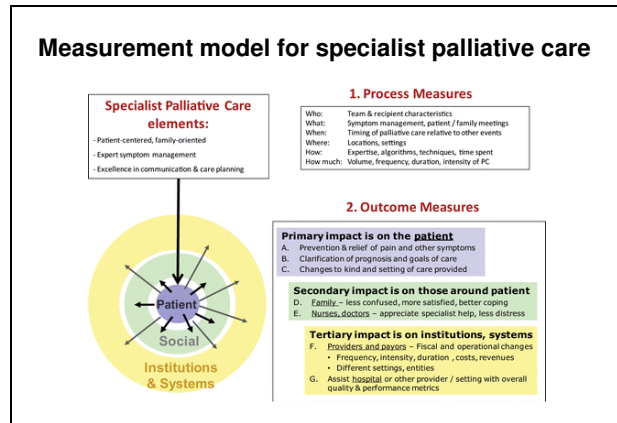 Measurement model for specialist palliative care
Specialist Palliative Care
elements:
- Patient-centered, family-oriented
- Expert symptom management
- Excellence in communication & care planning
Patient
Social
Institutions
& Systems
1. Process Measures
Who: Team & recipient characteristics
What: Symptom management, patient / family meetings
When: Timing of palliative care relative to other events
Where: Locations, settings
How: Expertise, algorithms, techniques, time spent
How much: Volume, frequency, duration, intensity of PC
2. Outcome Measures
Primary impact is on the patient
A. Prevention & relief of pain and other symptoms
B. Clarification of prognosis and goals of care
C. Changes to kind and setting of care provided
Secondary impact is on those around patient
D. Family – less confused, more satisfied, better coping
E. Nurses, doctors – appreciate specialist help, less distress
Tertiary impact is on institutions, systems
F. Providers and payors – Fiscal and operational changes
• Frequency, intensity, duration , costs, revenues
• Different settings, entities
G. Assist hospital or other provider / setting with overall
quality & performance metrics